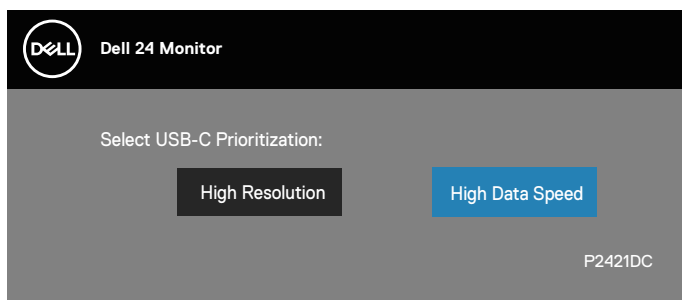 DELL
Dell 24 Monitor
Select USB-C Prioritization:
High Resolution
High Data Speed
P2421DC